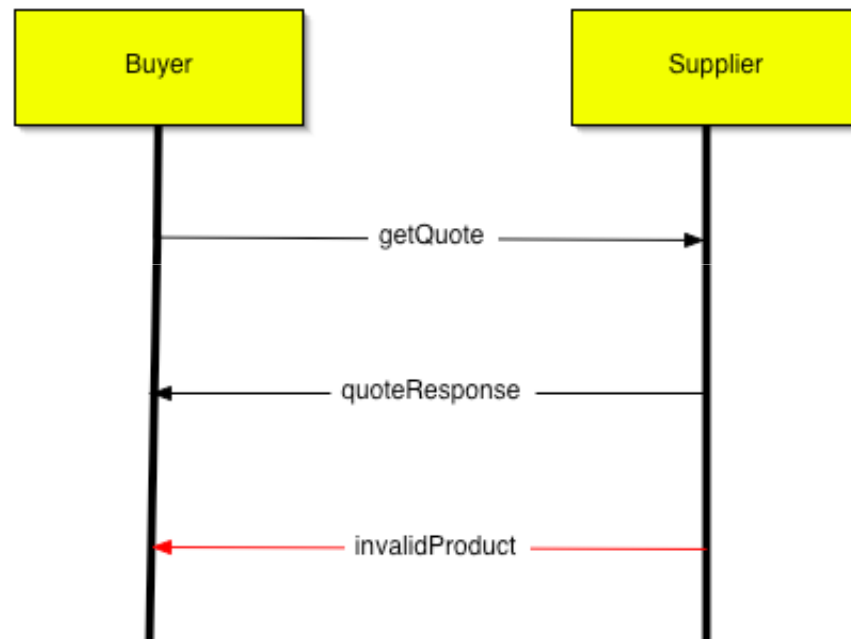 Buyer
Supplier
getQuote
quoteResponse
invalidProduct